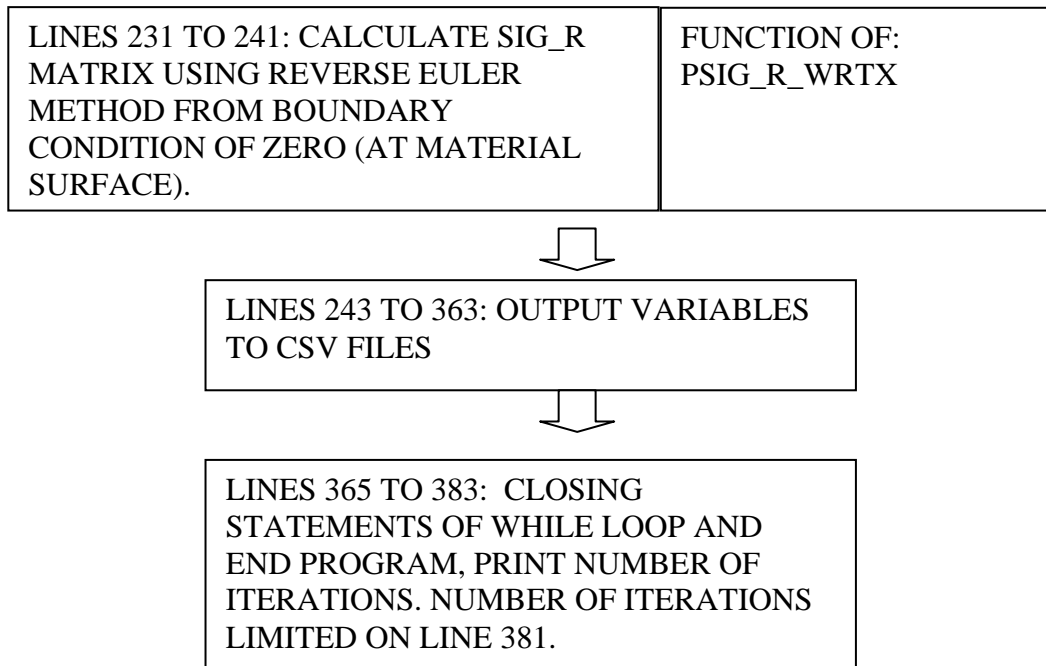 LINES 231 TO 241: CALCULATE SIG_R
MATRIX USING REVERSE EULER
METHOD FROM BOUNDARY
CONDITION OF ZERO (AT MATERIAL
SURFACE).
FUNCTION OF:
PSIG_R_WRTX
LINES 243 TO 363: OUTPUT VARIABLES
TO CSV FILES
LINES 365 TO 383:  CLOSING
STATEMENTS OF WHILE LOOP AND
END PROGRAM, PRINT NUMBER OF
ITERATIONS. NUMBER OF ITERATIONS
LIMITED ON LINE 381.